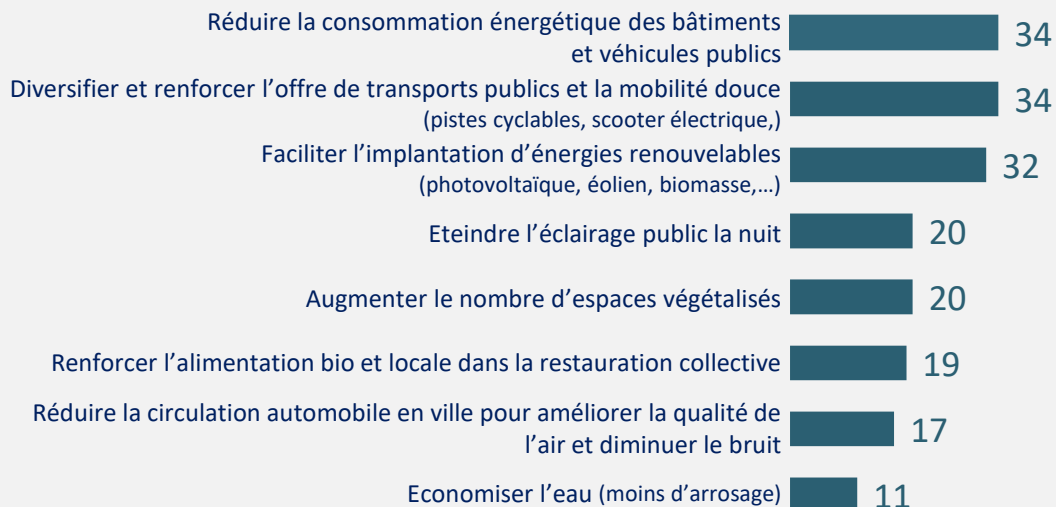 Réduire la consommation énergétique des bâtiments
et véhicules publics
34
Diversifier et renforcer l'offre de transports publics et la mobilité douce
(pistes cyclables, scooter électrique,)
34
Faciliter l'implantation d'énergies renouvelables
(photovoltaïque, éolien, biomasse,…)
32
Eteindre l'éclairage public la nuit
20
Augmenter le nombre d'espaces végétalisés
20
Renforcer l'alimentation bio et locale dans la restauration collective
19
Réduire la circulation automobile en ville pour améliorer la qualité de
l'air et diminuer le bruit
17
Economiser l'eau (moins d'arrosage)
11